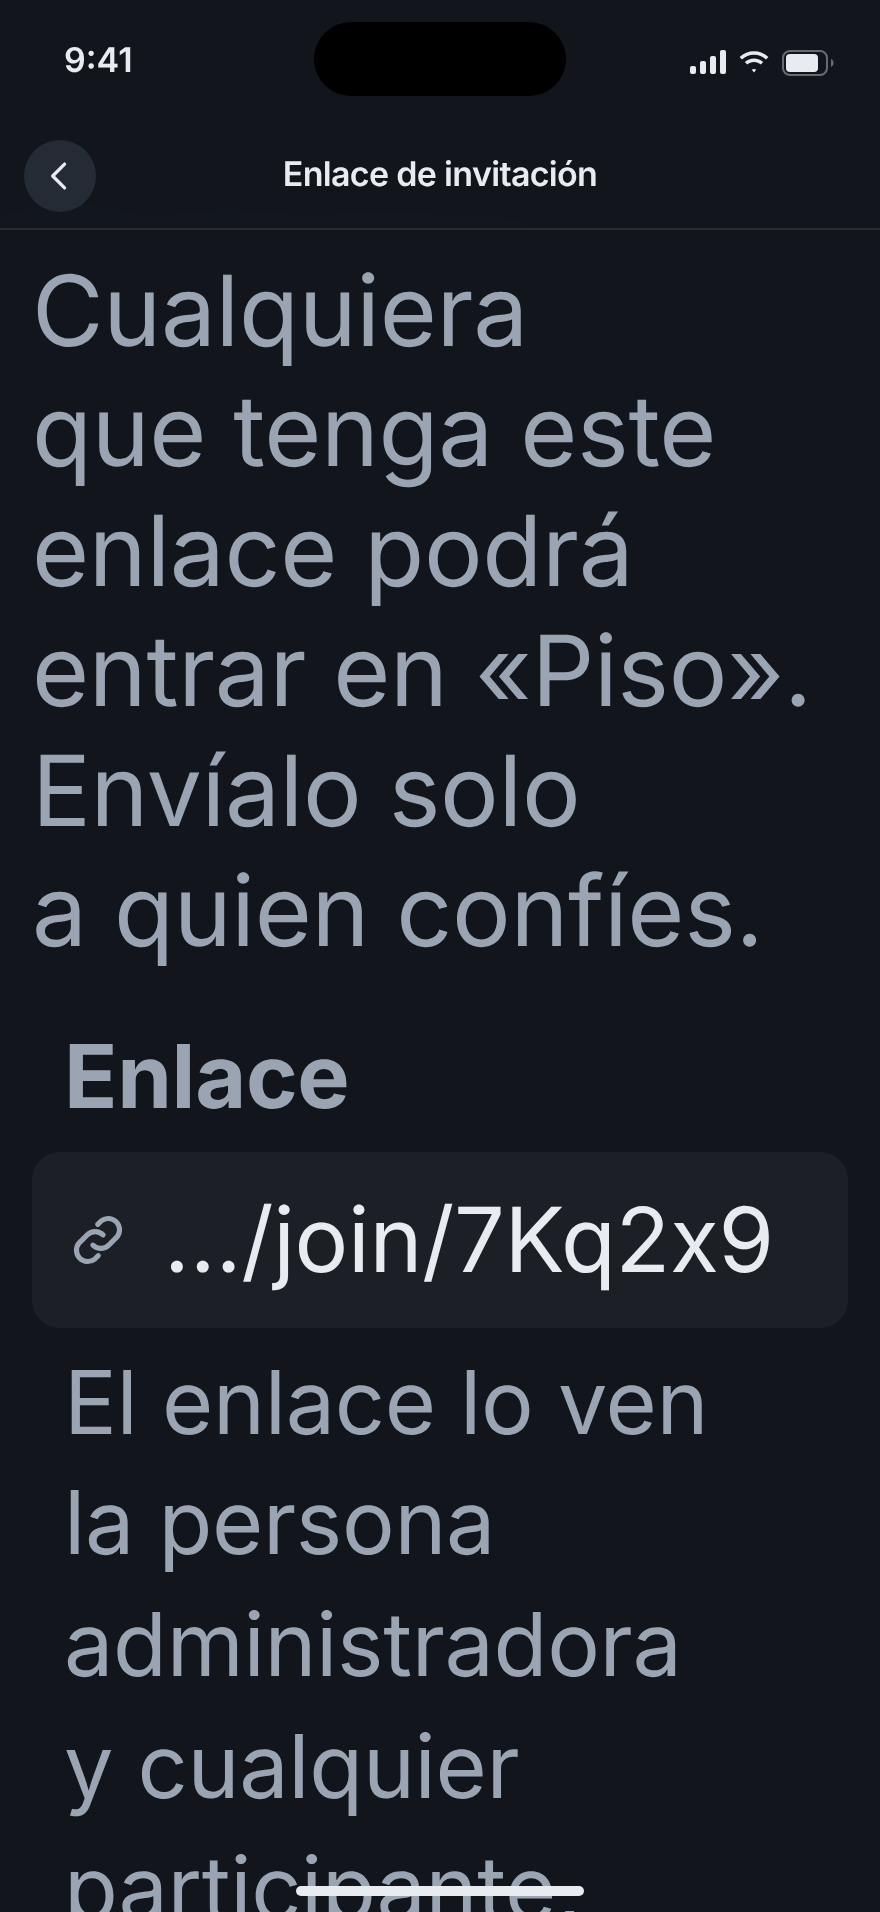 9:41
Enlace de invitación
Cualquiera
que tenga este
enlace podrá
entrar en «Piso».
Envíalo solo
a quien confíes.
Enlace
.../join/7Kq2x9
El enlace lo ven
la persona
administradora
y cualquier
participante.